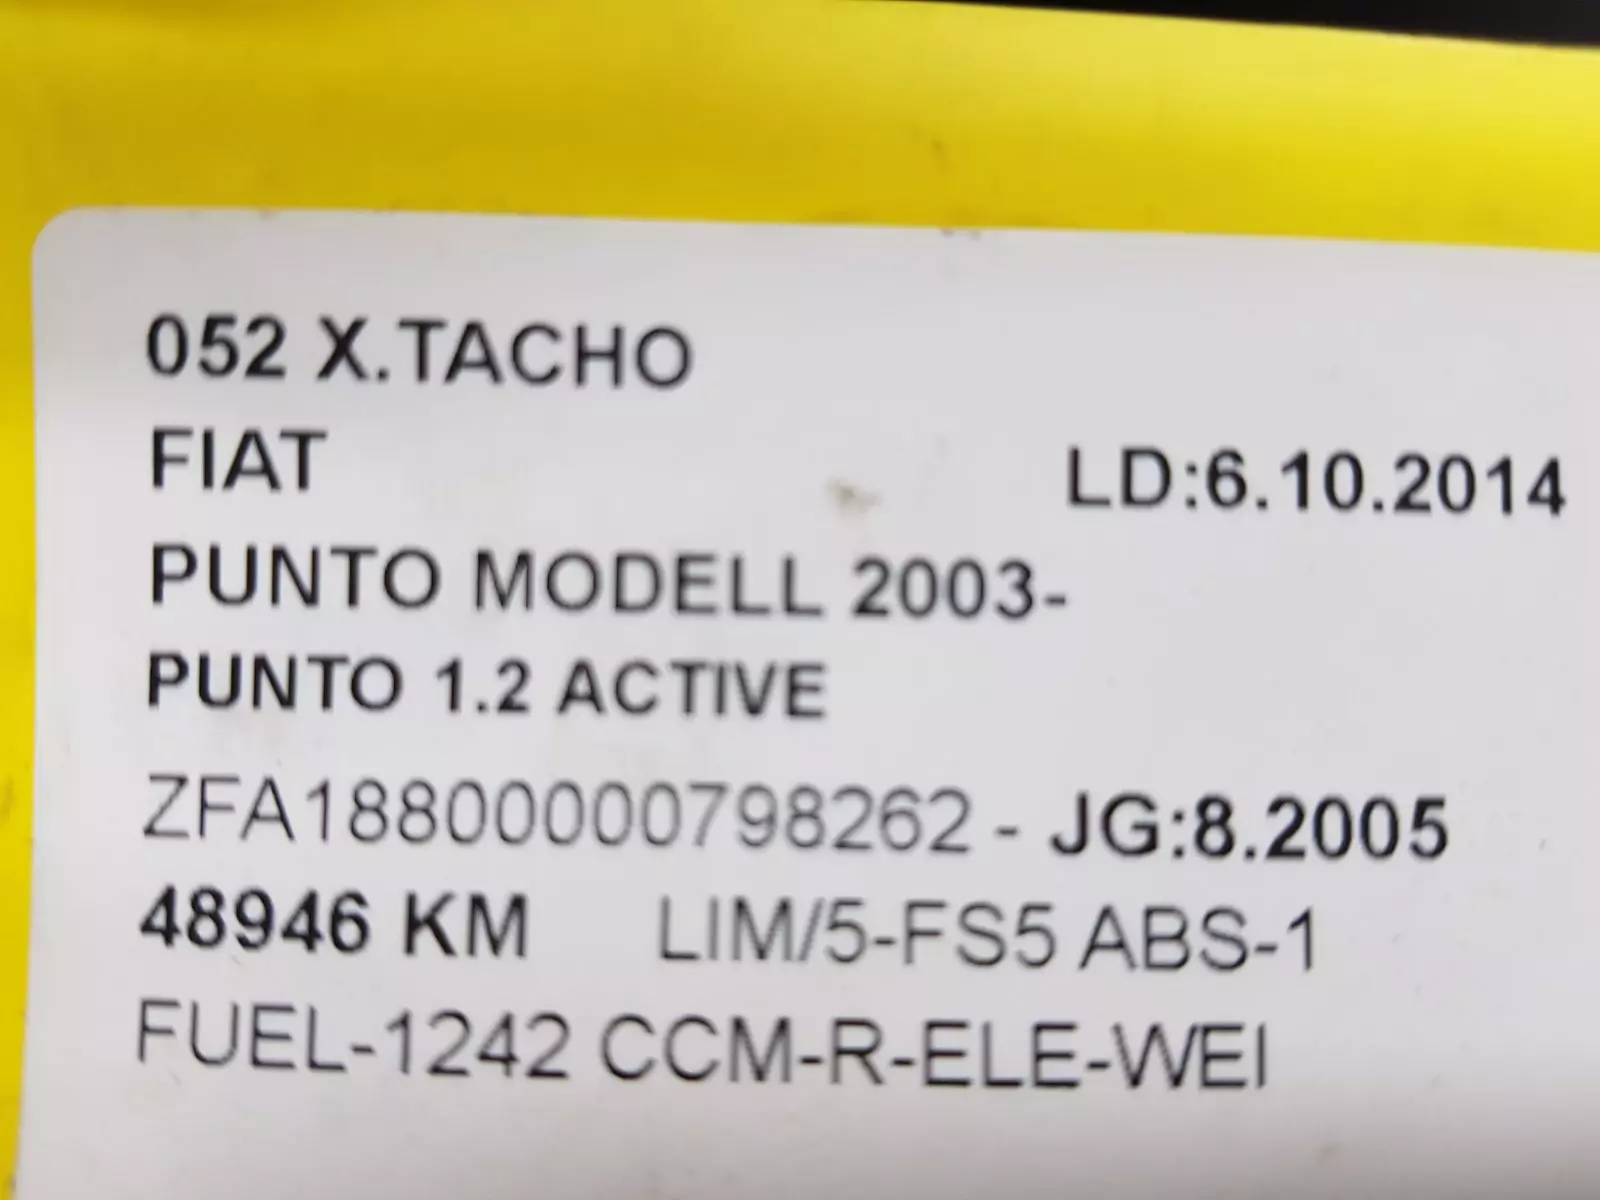 052 X.TACHO
FIAT LD:6.10.2014
PUNTO MODELL 2003-
PUNTO 1.2 ACTIVE
ZFA18800000798262 - JG:8.2005
48946 KM LIM/5-FS5 ABS-1
FUEL-1242 CCM-R-ELE-WEI